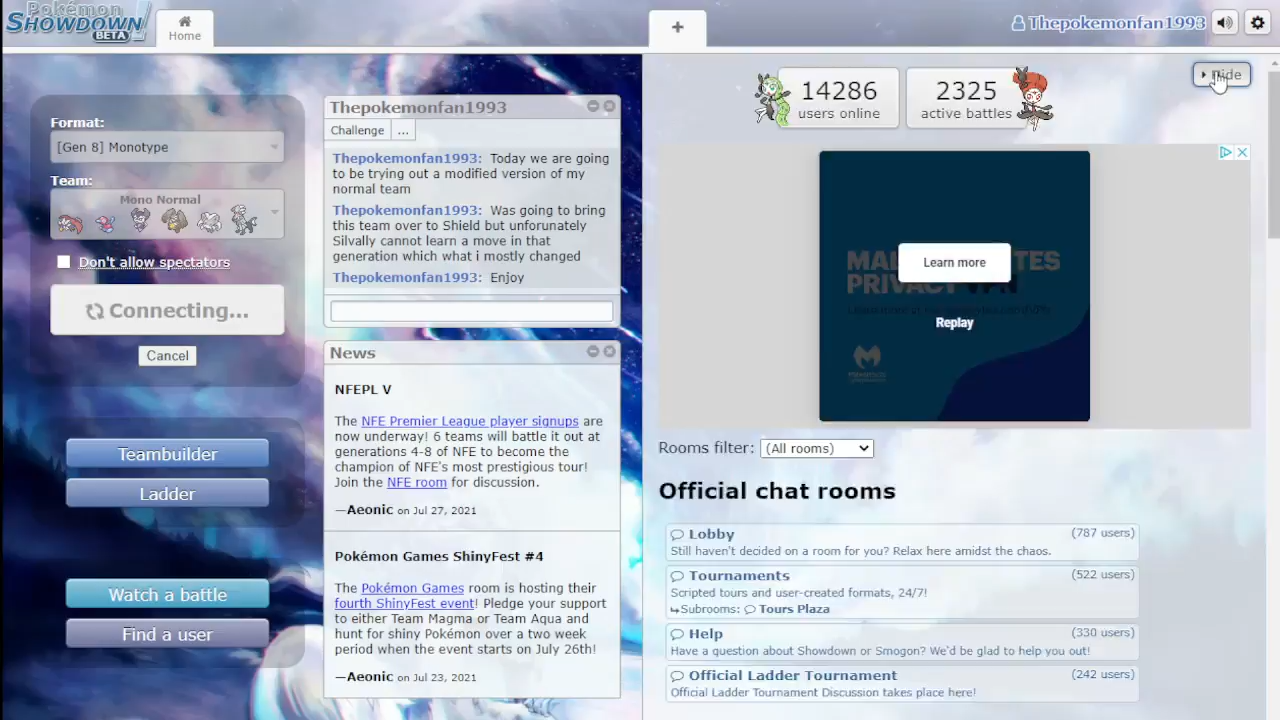 Pokémon
SHOWDOWN
BETA
Home
+
Thepokemonfan1993
Format:
[Gen 8] Monotype
Team:
Mono Normal
Don't allow spectators
Connecting...
Cancel
Teambuilder
Ladder
Watch a battle
Find a user
Thepokemonfan1993
Challenge ...
Thepokemonfan1993: Today we are going
to be trying out a modified version of my
normal team
Thepokemonfan1993: Was going to bring
this team over to Shield but unforunately
Silvally cannot learn a move in that
generation which what i mostly changed
Thepokemonfan1993: Enjoy
News
NFEPL V
The NFE Premier League player signups are
now underway! 6 teams will battle it out at
generations 4-8 of NFE to become the
champion of NFE's most prestigious tour!
Join the NFE room for discussion.
—Aeonic on Jul 27, 2021
Pokémon Games ShinyFest #4
The Pokémon Games room is hosting their
fourth ShinyFest event! Pledge your support
to either Team Magma or Team Aqua and
hunt for shiny Pokémon over a two week
period when the event starts on July 26th!
—Aeonic on Jul 23, 2021
14286
users online
2325
active battles
Hide
Learn more
PRIVACY VPN
Replay
Rooms filter: (All rooms)
Official chat rooms
Lobby (787 users)
Still haven't decided on a room for you? Relax here amidst the chaos.
Tournaments (522 users)
Scripted tours and user-created formats, 24/7!
↳Subrooms: Tours Plaza
Help (330 users)
Have a question about Showdown or Smogon? We'd be glad to help you out!
Official Ladder Tournament (242 users)
Official Ladder Tournament Discussion takes place here!